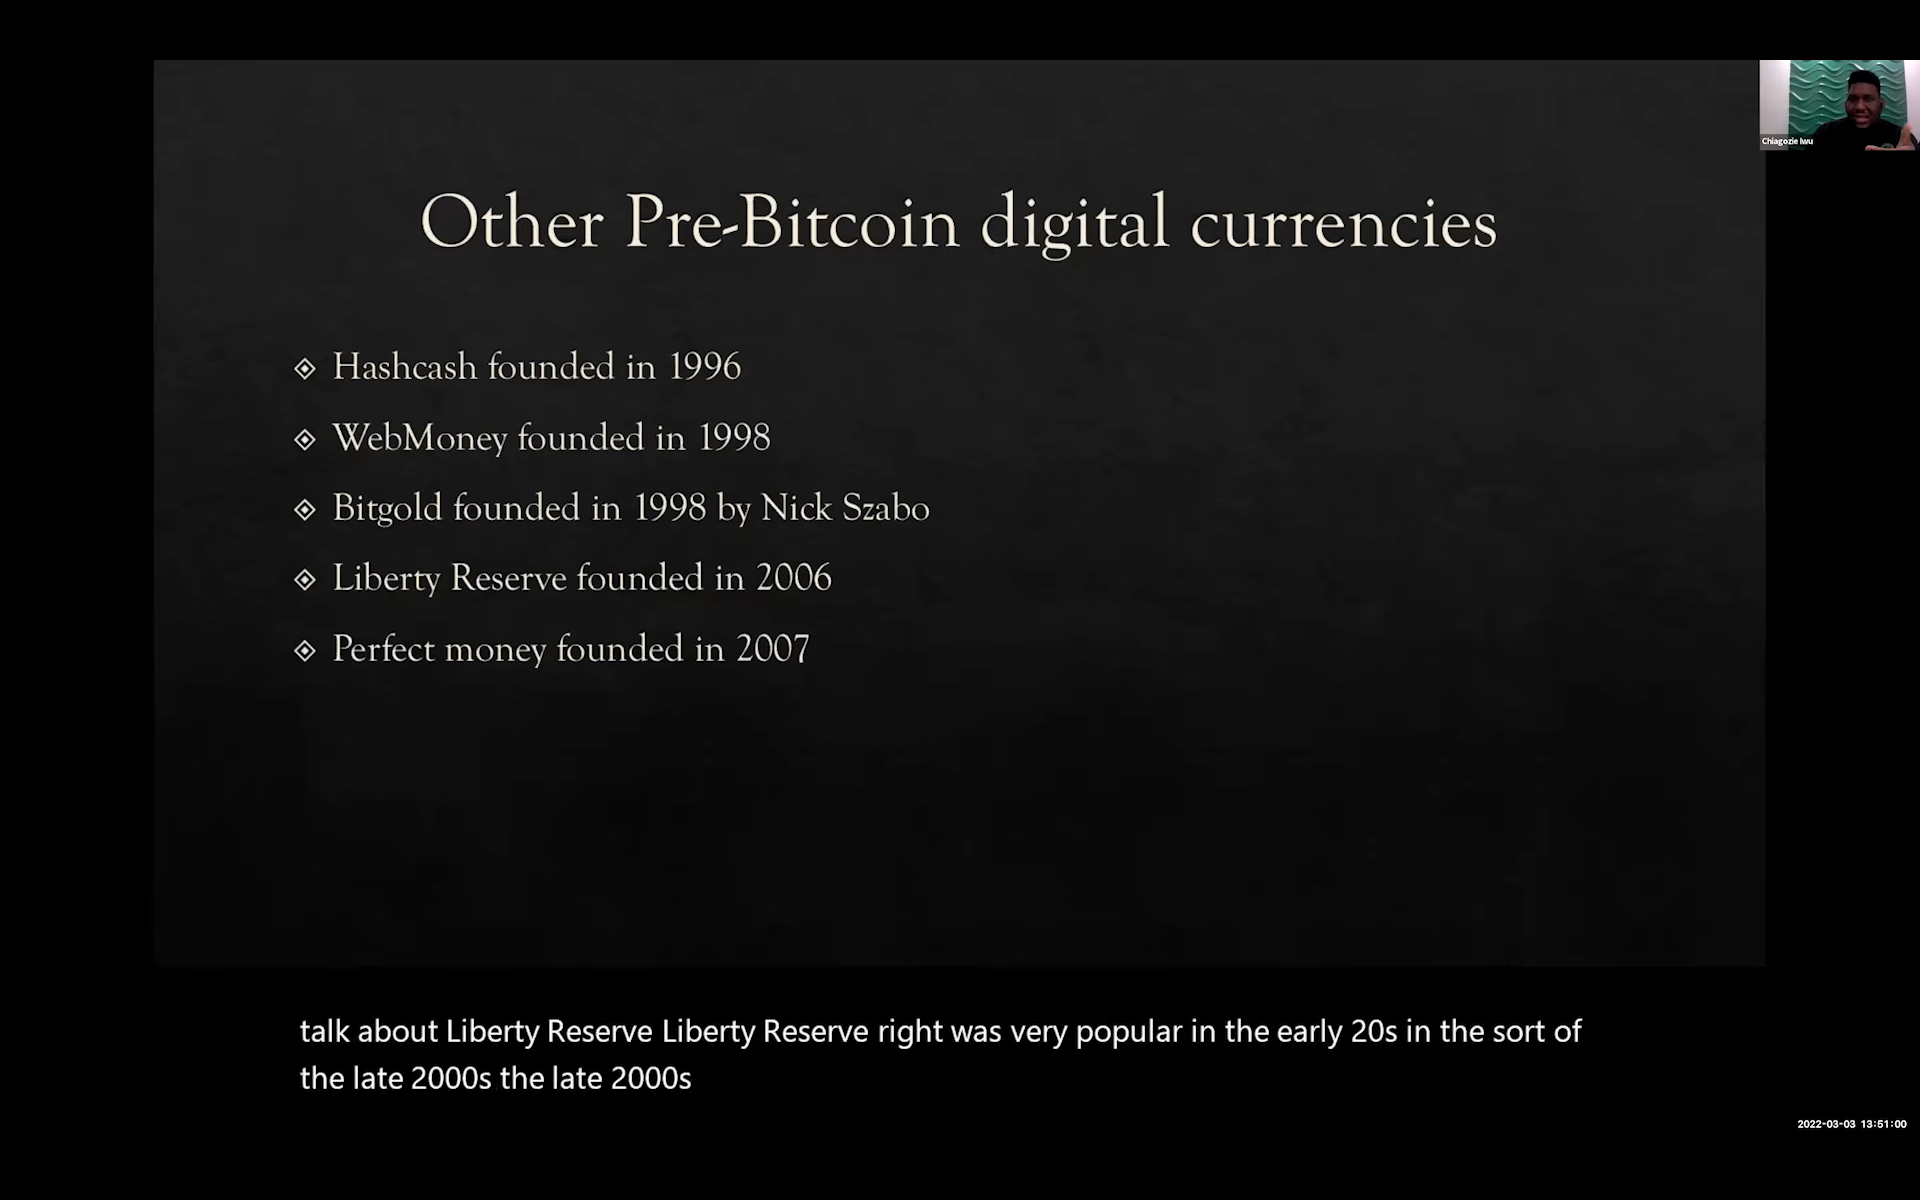 Chiagozie Iwu
Other Pre-Bitcoin digital currencies
Hashcash founded in 1996
WebMoney founded in 1998
Bitgold founded in 1998 by Nick Szabo
Liberty Reserve founded in 2006
Perfect money founded in 2007
talk about Liberty Reserve Liberty Reserve right was very popular in the early 20s in the sort of
the late 2000s the late 2000s
2022-03-03 13:51:00